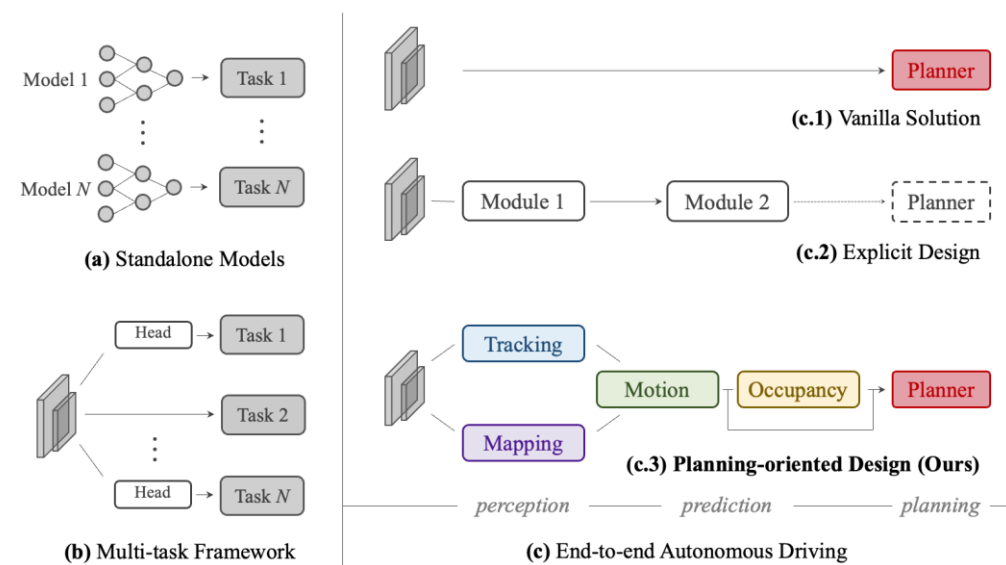 Model 1
Task 1
Model N
Task N
(a) Standalone Models
Head
Task 1
Task 2
Head
Task N
(b) Multi-task Framework
Planner
(c.1) Vanilla Solution
Module 1
Module 2
Planner
(c.2) Explicit Design
Tracking
Motion
Occupancy
Planner
Mapping
(c.3) Planning-oriented Design (Ours)
perception
prediction
planning
(c) End-to-end Autonomous Driving